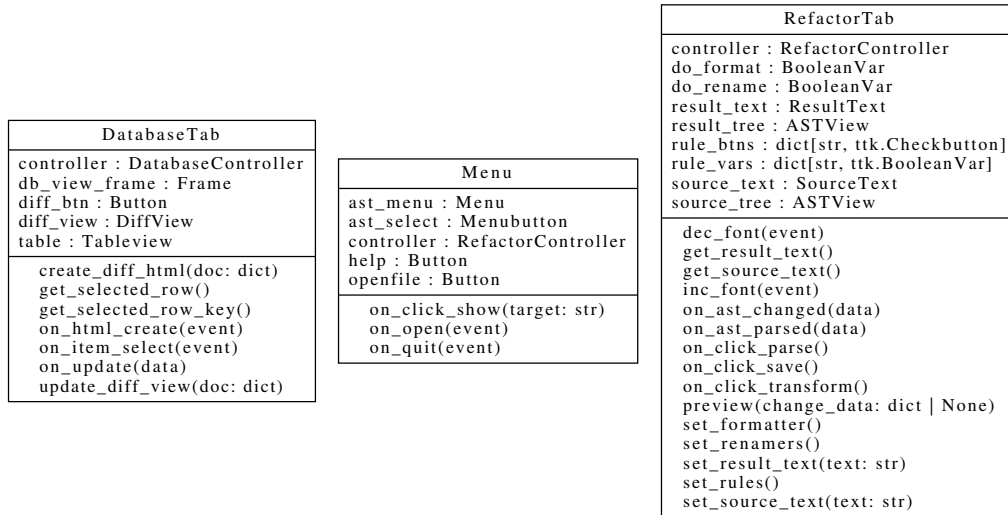 DatabaseTab
controller : DatabaseController
db_view_frame : Frame
diff_btn : Button
diff_view : DiffView
table : Tableview
create_diff_html(doc: dict)
get_selected_row()
get_selected_row_key()
on_html_create(event)
on_item_select(event)
on_update(data)
update_diff_view(doc: dict)
Menu
ast_menu : Menu
ast_select : Menubutton
controller : RefactorController
help : Button
openfile : Button
on_click_show(target: str)
on_open(event)
on_quit(event)
RefactorTab
controller : RefactorController
do_format : BooleanVar
do_rename : BooleanVar
result_text : ResultText
result_tree : ASTView
rule_btns : dict[str, ttk.Checkbutton]
rule_vars : dict[str, ttk.BooleanVar]
source_text : SourceText
source_tree : ASTView
dec_font(event)
get_result_text()
get_source_text()
inc_font(event)
on_ast_changed(data)
on_ast_parsed(data)
on_click_parse()
on_click_save()
on_click_transform()
preview(change_data: dict | None)
set_formatter()
set_renamers()
set_result_text(text: str)
set_rules()
set_source_text(text: str)